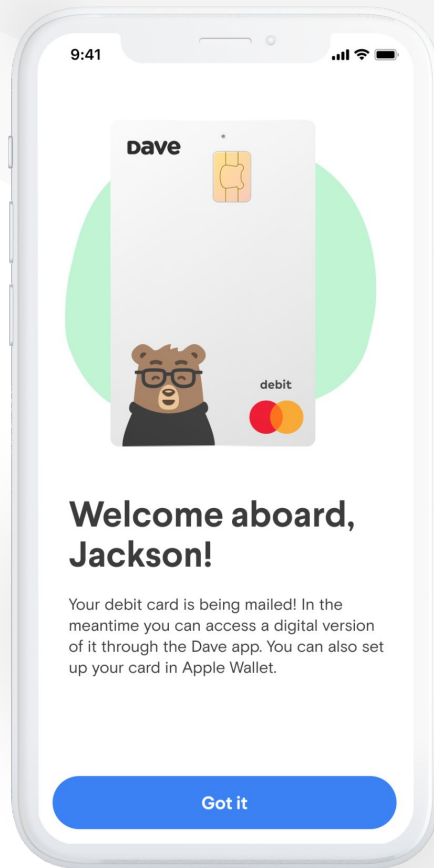 9:41
Dave
debit
Welcome aboard,
Jackson!
Your debit card is being mailed! In the
meantime you can access a digital version
of it through the Dave app. You can also set
up your card in Apple Wallet.
Got it